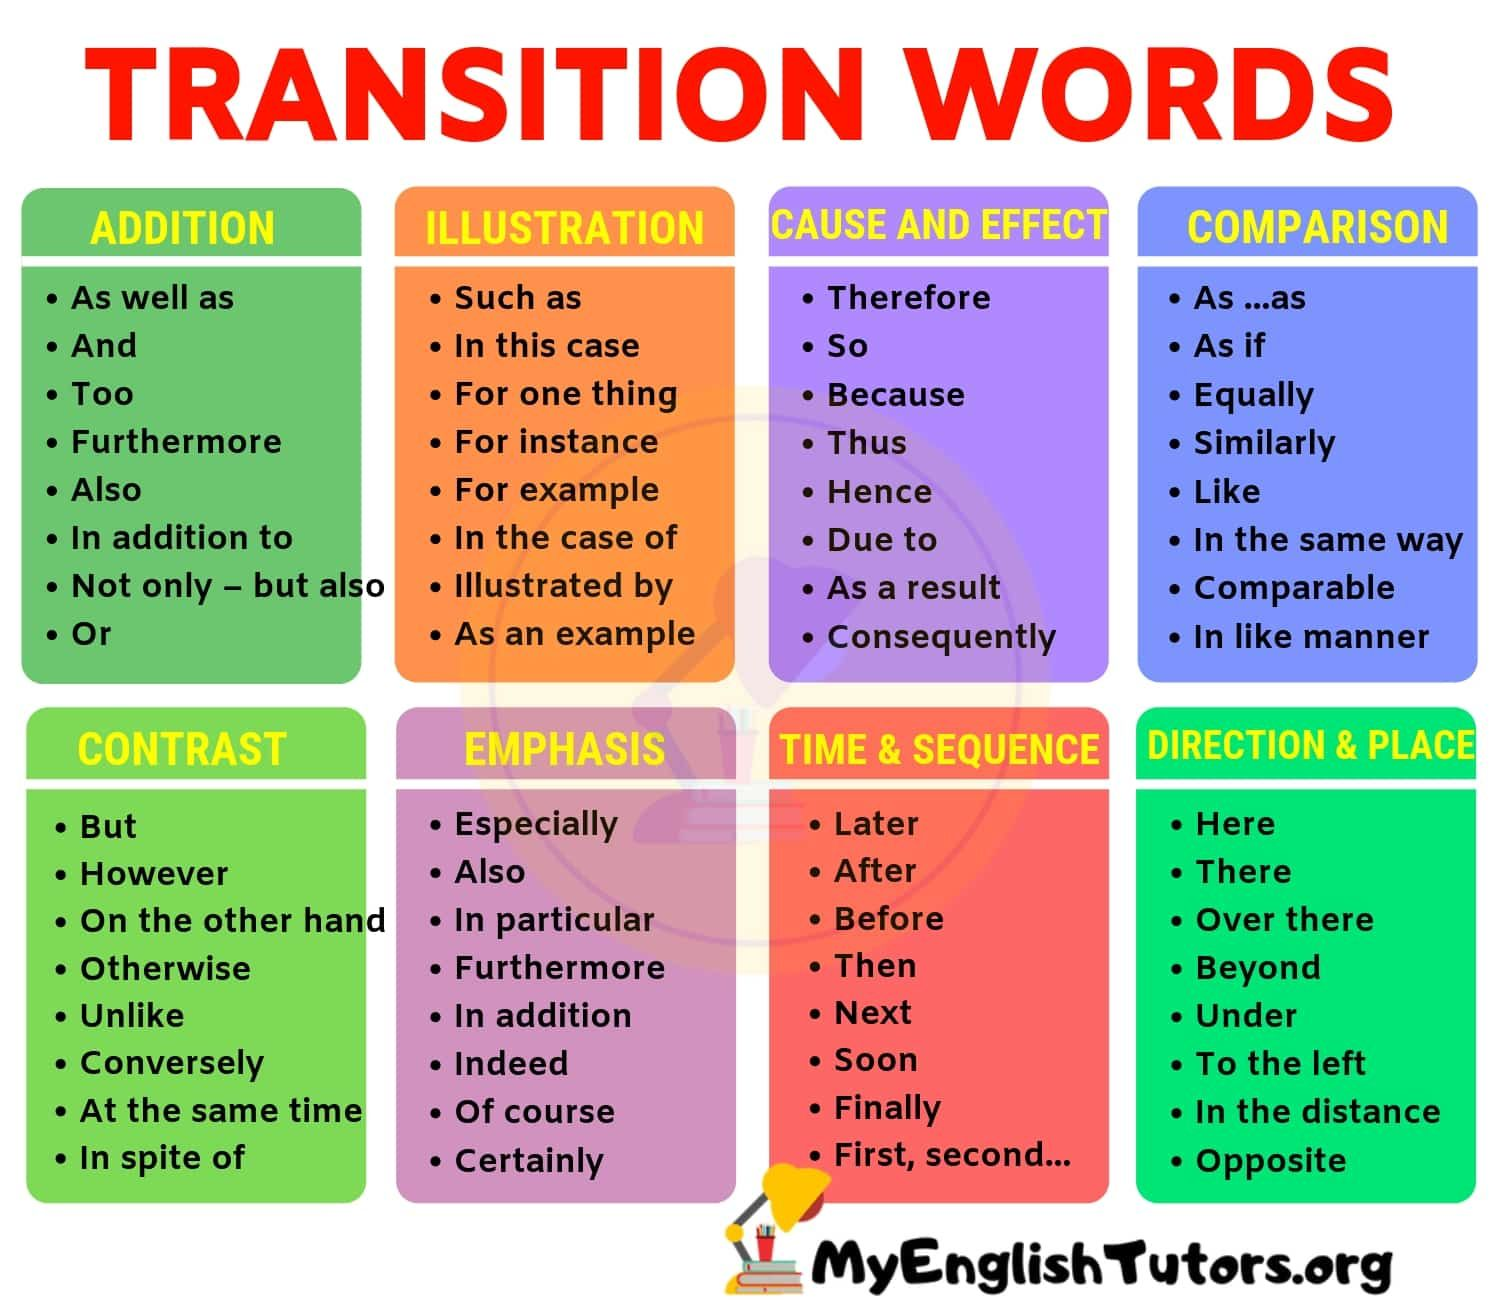 TRANSITION WORDS
ADDITION
• As well as
• And
• Too
• Furthermore
• Also
• In addition to
• Not only – but also
• Or
ILLUSTRATION
• Such as
• In this case
• For one thing
• For instance
• For example
• In the case of
• Illustrated by
• As an example
CAUSE AND EFFECT
• Therefore
• So
• Because
• Thus
• Hence
• Due to
• As a result
• Consequently
COMPARISON
• As ...as
• As if
• Equally
• Similarly
• Like
• In the same way
• Comparable
• In like manner
CONTRAST
• But
• However
• On the other hand
• Otherwise
• Unlike
• Conversely
• At the same time
• In spite of
EMPHASIS
• Especially
• Also
• In particular
• Furthermore
• In addition
• Indeed
• Of course
• Certainly
TIME & SEQUENCE
• Later
• After
• Before
• Then
• Next
• Soon
• Finally
• First, second...
DIRECTION & PLACE
• Here
• There
• Over there
• Beyond
• Under
• To the left
• In the distance
• Opposite
MyEnglishTutors.org